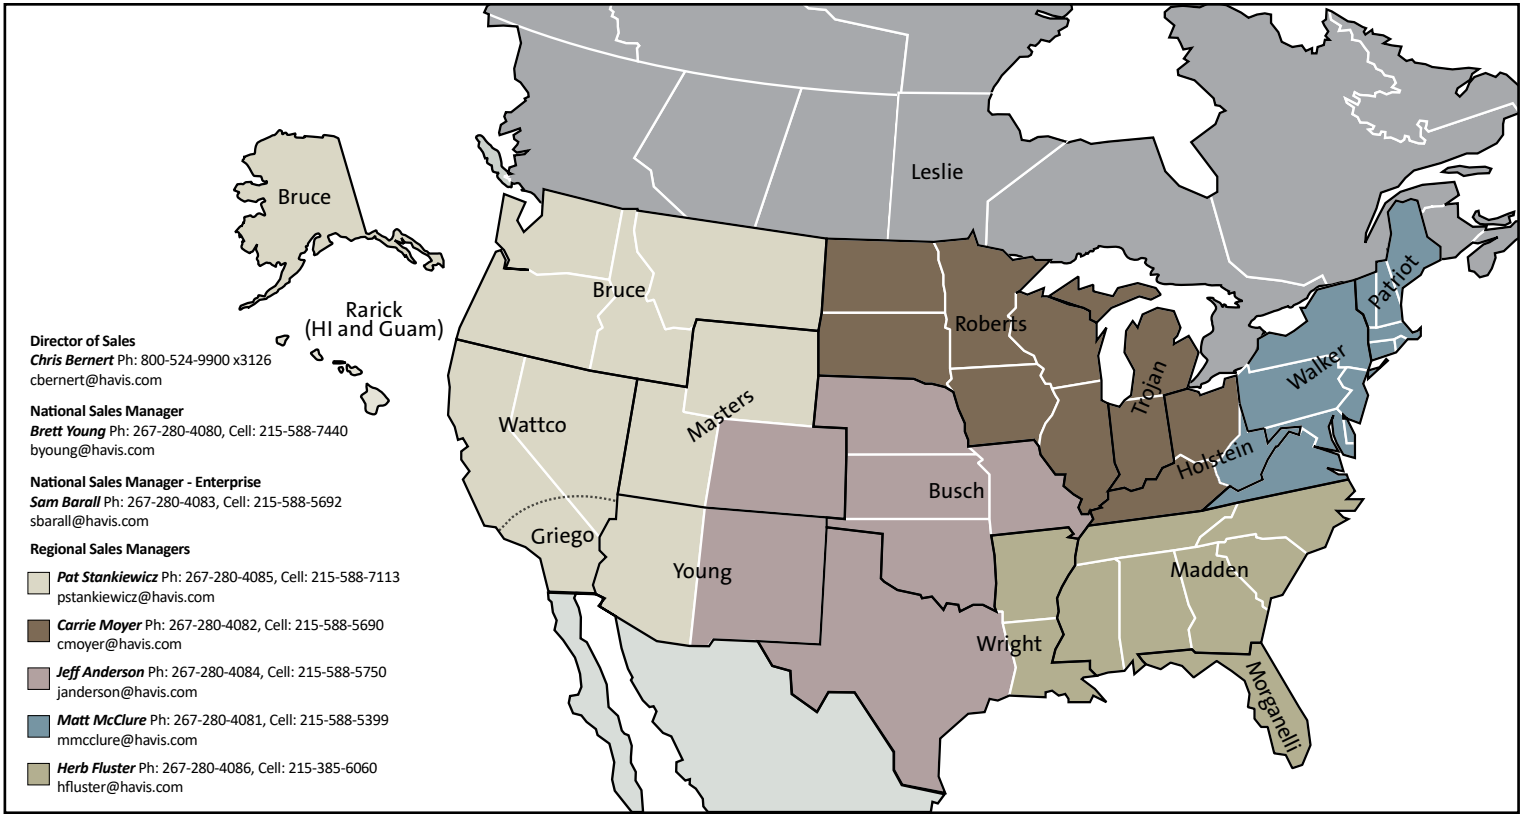 Director of Sales
Chris Bernert Ph: 800-524-9900 x3126
cbernert@havis.com
National Sales Manager
Brett Young Ph: 267-280-4080, Cell: 215-588-7440
byoung@havis.com
National Sales Manager - Enterprise
Sam Barall Ph: 267-280-4083, Cell: 215-588-5692
sbarall@havis.com
Regional Sales Managers
Pat Stankiewicz Ph: 267-280-4085, Cell: 215-588-7113
pstankiewicz@havis.com
Carrie Moyer Ph: 267-280-4082, Cell: 215-588-5690
cmoyer@havis.com
Jeff Anderson Ph: 267-280-4084, Cell: 215-588-5750
janderson@havis.com
Matt McClure Ph: 267-280-4081, Cell: 215-588-5399
mmcclure@havis.com
Herb Fluster Ph: 267-280-4086, Cell: 215-385-6060
hfluster@havis.com
Bruce
Rarick
(HI and Guam)
Leslie
Bruce
Roberts
Patriot
Walker
Trojan
Masters
Wattco
Holstein
Busch
Griego
Young
Madden
Wright
Morganelli